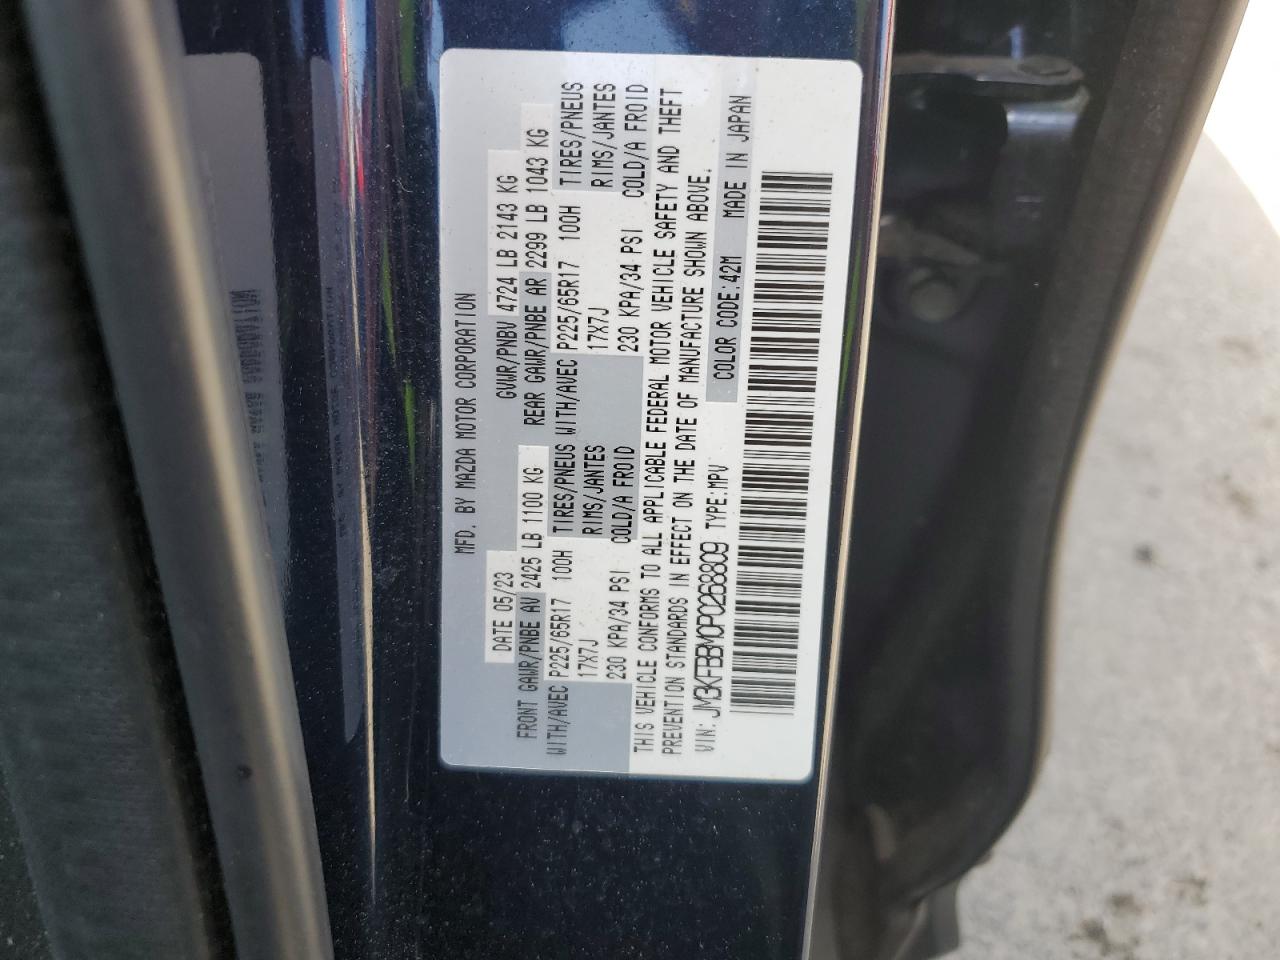 MFD. BY MAZDA MOTOR CORPORATION
DATE 05/23 GVWR/PNBV 4724 LB 2143 KG
FRONT GAWR/PNBE AV 2425 LB 1100 KG REAR GAWR/PNBE AR 2299 LB 1043 KG
WITH/AVEC P225/65R17 100H TIRES/PNEUS WITH/AVEC P225/65R17 100H TIRES/PNEUS
17X7J RIMS/JANTES 17X7J RIMS/JANTES
230 KPA/34 PSI COLD/A FROID 230 KPA/34 PSI COLD/A FROID
THIS VEHICLE CONFORMS TO ALL APPLICABLE FEDERAL MOTOR VEHICLE SAFETY AND THEFT
PREVENTION STANDARDS IN EFFECT ON THE DATE OF MANUFACTURE SHOWN ABOVE.
VIN: JM3KFBBM0P0268809 TYPE:MPV COLOR CODE:42M MADE IN JAPAN